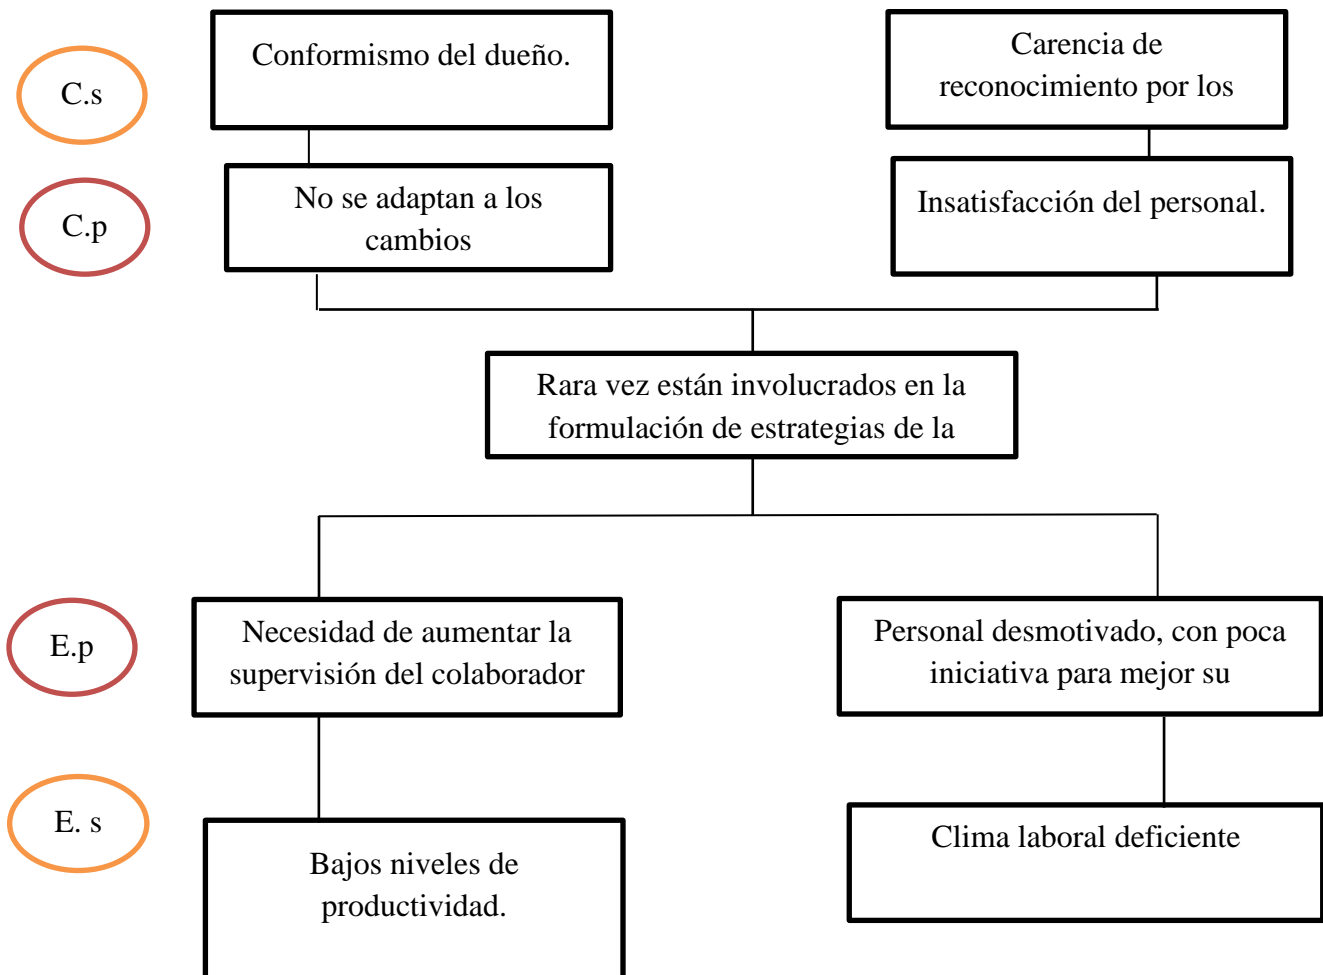 C.s
Conformismo del dueño.
Carencia de
reconocimiento por los
C.p
No se adaptan a los
cambios
Insatisfacción del personal.
Rara vez están involucrados en la
formulación de estrategias de la
E.p
Necesidad de aumentar la
supervisión del colaborador
Personal desmotivado, con poca
iniciativa para mejor su
E. s
Bajos niveles de
productividad.
Clima laboral deficiente